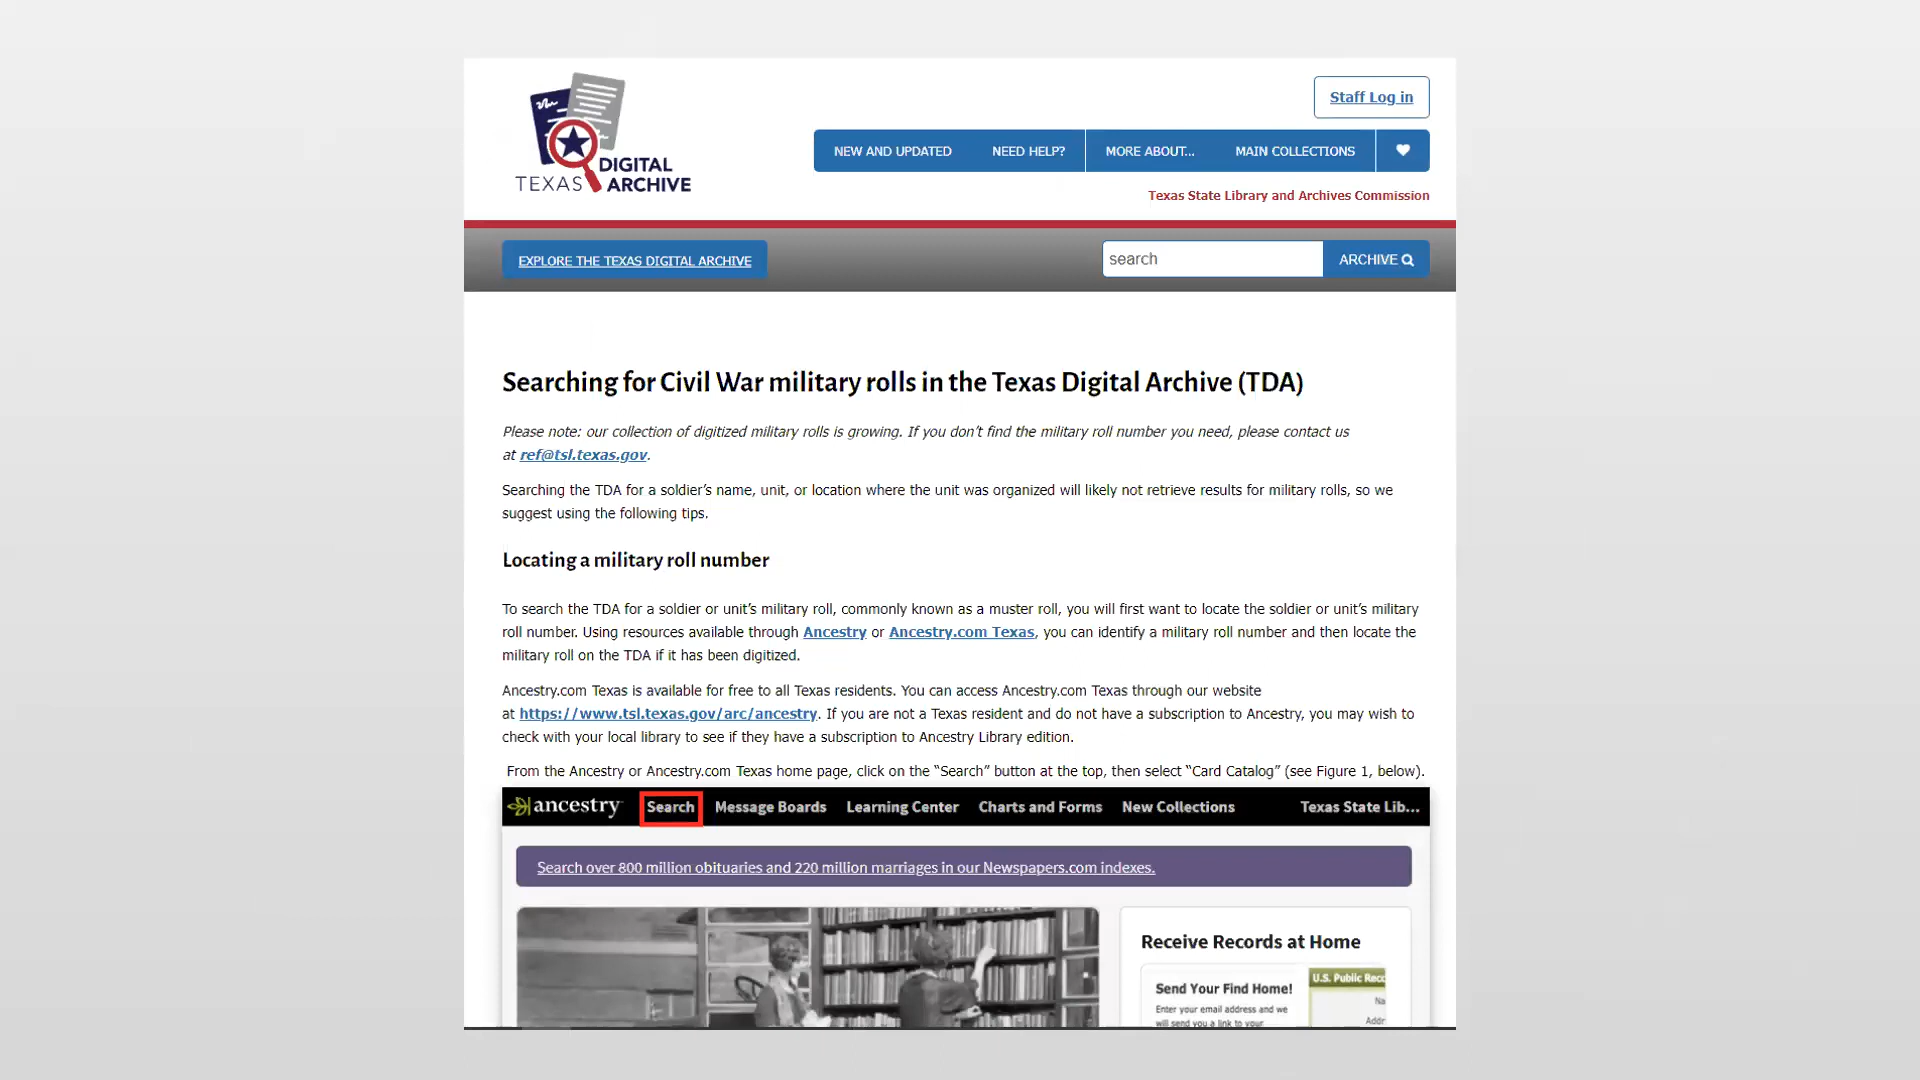 Staff Log in
NEW AND UPDATED NEED HELP? MORE ABOUT... MAIN COLLECTIONS
TEXAS DIGITAL ARCHIVE
Texas State Library and Archives Commission
EXPLORE THE TEXAS DIGITAL ARCHIVE search ARCHIVE
Searching for Civil War military rolls in the Texas Digital Archive (TDA)
Please note: our collection of digitized military rolls is growing. If you don’t find the military roll number you need, please contact us
at ref@tsl.texas.gov.
Searching the TDA for a soldier’s name, unit, or location where the unit was organized will likely not retrieve results for military rolls, so we
suggest using the following tips.
Locating a military roll number
To search the TDA for a soldier or unit’s military roll, commonly known as a muster roll, you will first want to locate the soldier or unit’s military
roll number. Using resources available through Ancestry or Ancestry.com Texas, you can identify a military roll number and then locate the
military roll on the TDA if it has been digitized.
Ancestry.com Texas is available for free to all Texas residents. You can access Ancestry.com Texas through our website
at https://www.tsl.texas.gov/arc/ancestry. If you are not a Texas resident and do not have a subscription to Ancestry, you may wish to
check with your local library to see if they have a subscription to Ancestry Library edition.
From the Ancestry or Ancestry.com Texas home page, click on the “Search” button at the top, then select “Card Catalog” (see Figure 1, below).
ancestry Search Message Boards Learning Center Charts and Forms New Collections Texas State Lib...
Search over 800 million obituaries and 220 million marriages in our Newspapers.com indexes.
Receive Records at Home
Send Your Find Home!
Enter your email address and we
will send you a link to your
U.S. Public Reco
Na
Addr